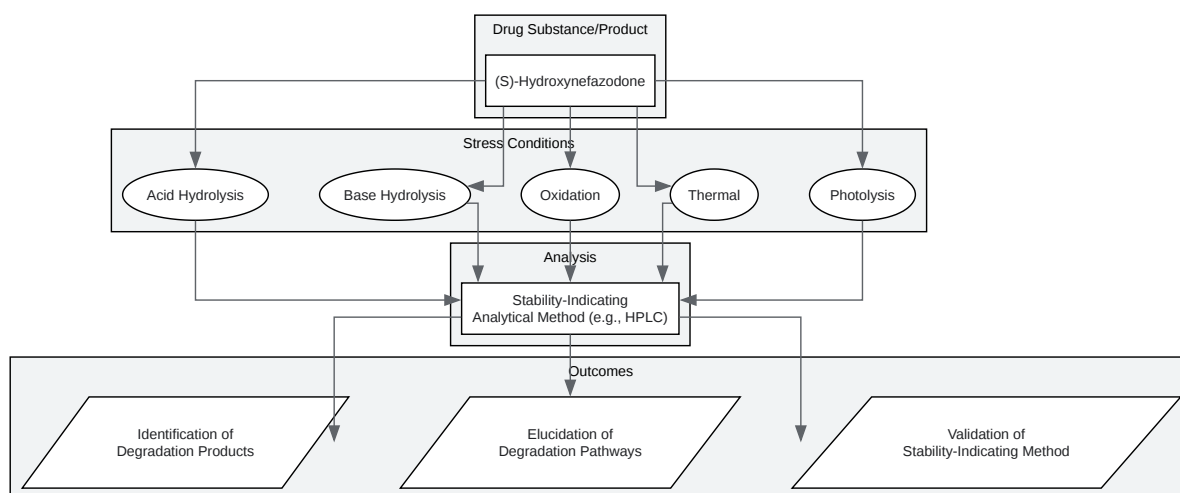 Drug Substance/Product
(S)-Hydroxynefazodone
Stress Conditions
Acid Hydrolysis
Base Hydrolysis
Oxidation
Thermal
Photolysis
Analysis
Stability-Indicating
Analytical Method (e.g., HPLC)
Outcomes
Identification of
Degradation Products
Elucidation of
Degradation Pathways
Validation of
Stability-Indicating Method